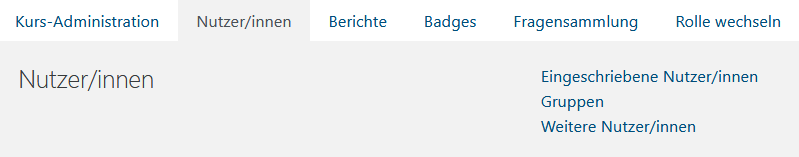 Kurs-Administration Nutzer/innen Berichte Badges Fragensammlung Rolle wechseln
Nutzer/innen
Eingeschriebene Nutzer/innen
Gruppen
Weitere Nutzer/innen